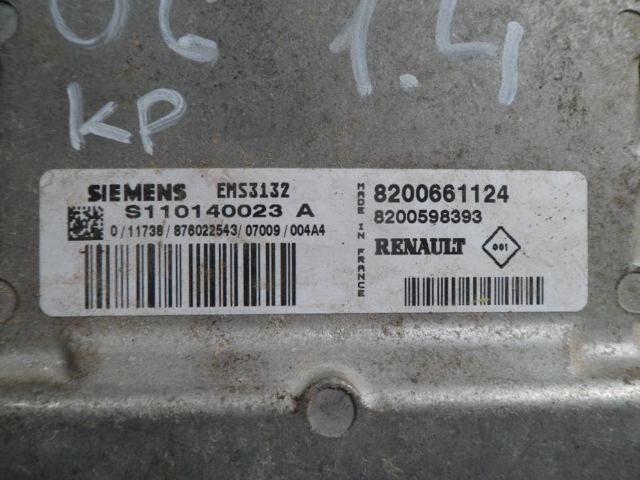 06 1.4
KP
SIEMENS EMS3132
S110140023 A
0/11738/876022543/07009/004A4
MADE IN FRANCE
8200661124
8200598393
RENAULT 001